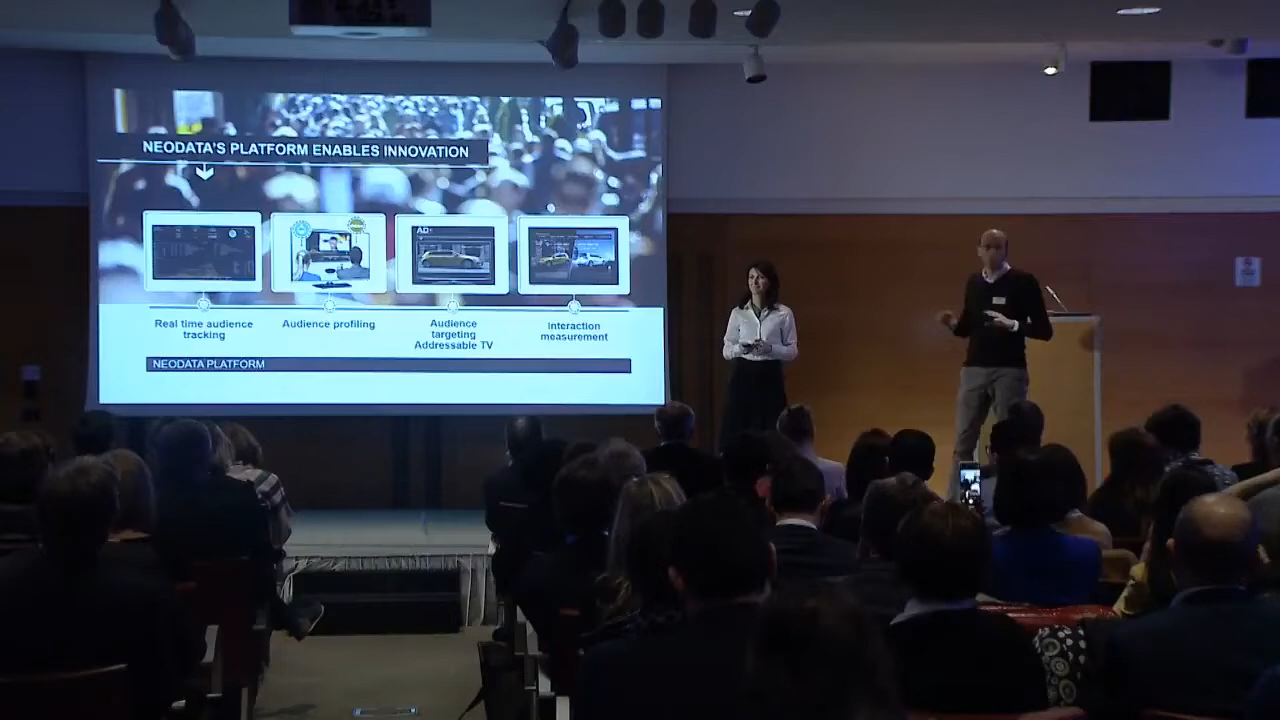 NEODATA'S PLATFORM ENABLES INNOVATION
AD
Real time audience
tracking
Audience profiling
Audience
targeting
Addressable TV
Interaction
measurement
NEODATA PLATFORM